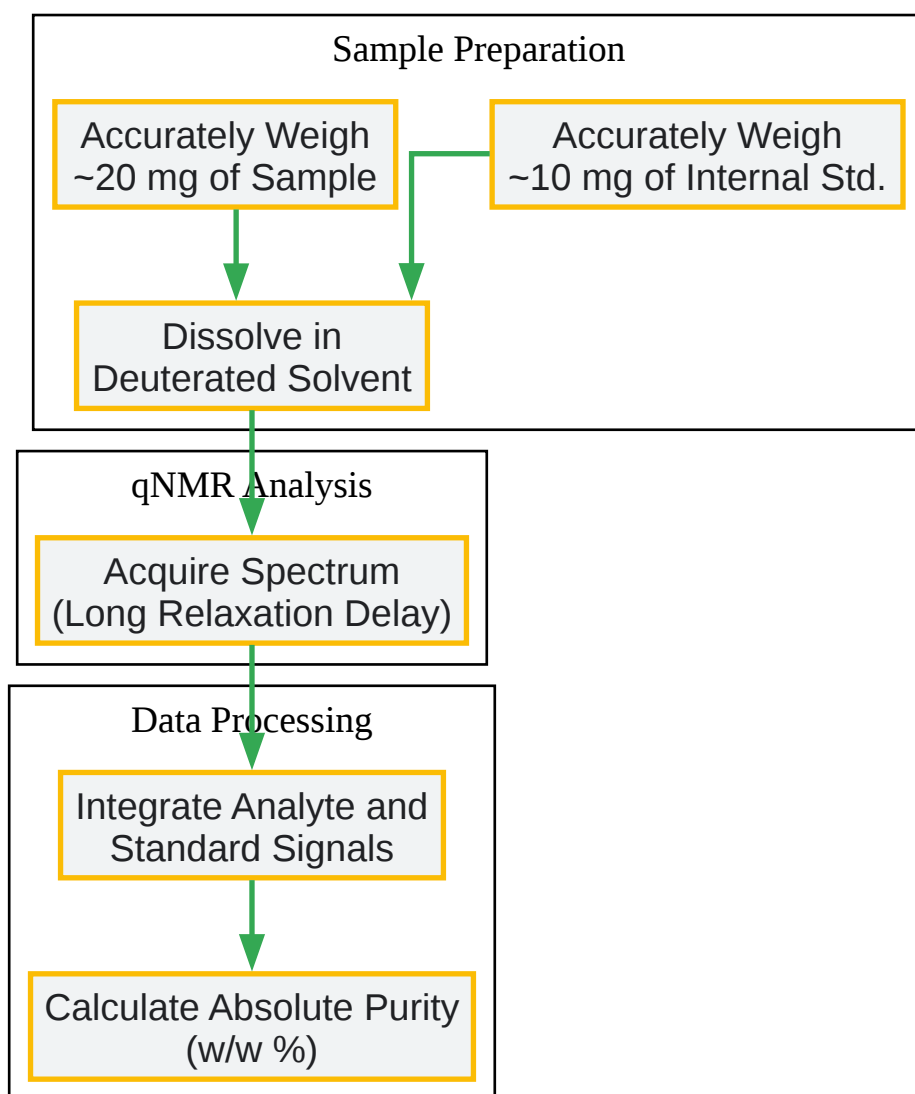 Sample Preparation
Accurately Weigh
~20 mg of Sample
Accurately Weigh
~10 mg of Internal Std.
Dissolve in
Deuterated Solvent
qNMR Analysis
Acquire Spectrum
(Long Relaxation Delay)
Data Processing
Integrate Analyte and
Standard Signals
Calculate Absolute Purity
(w/w %)